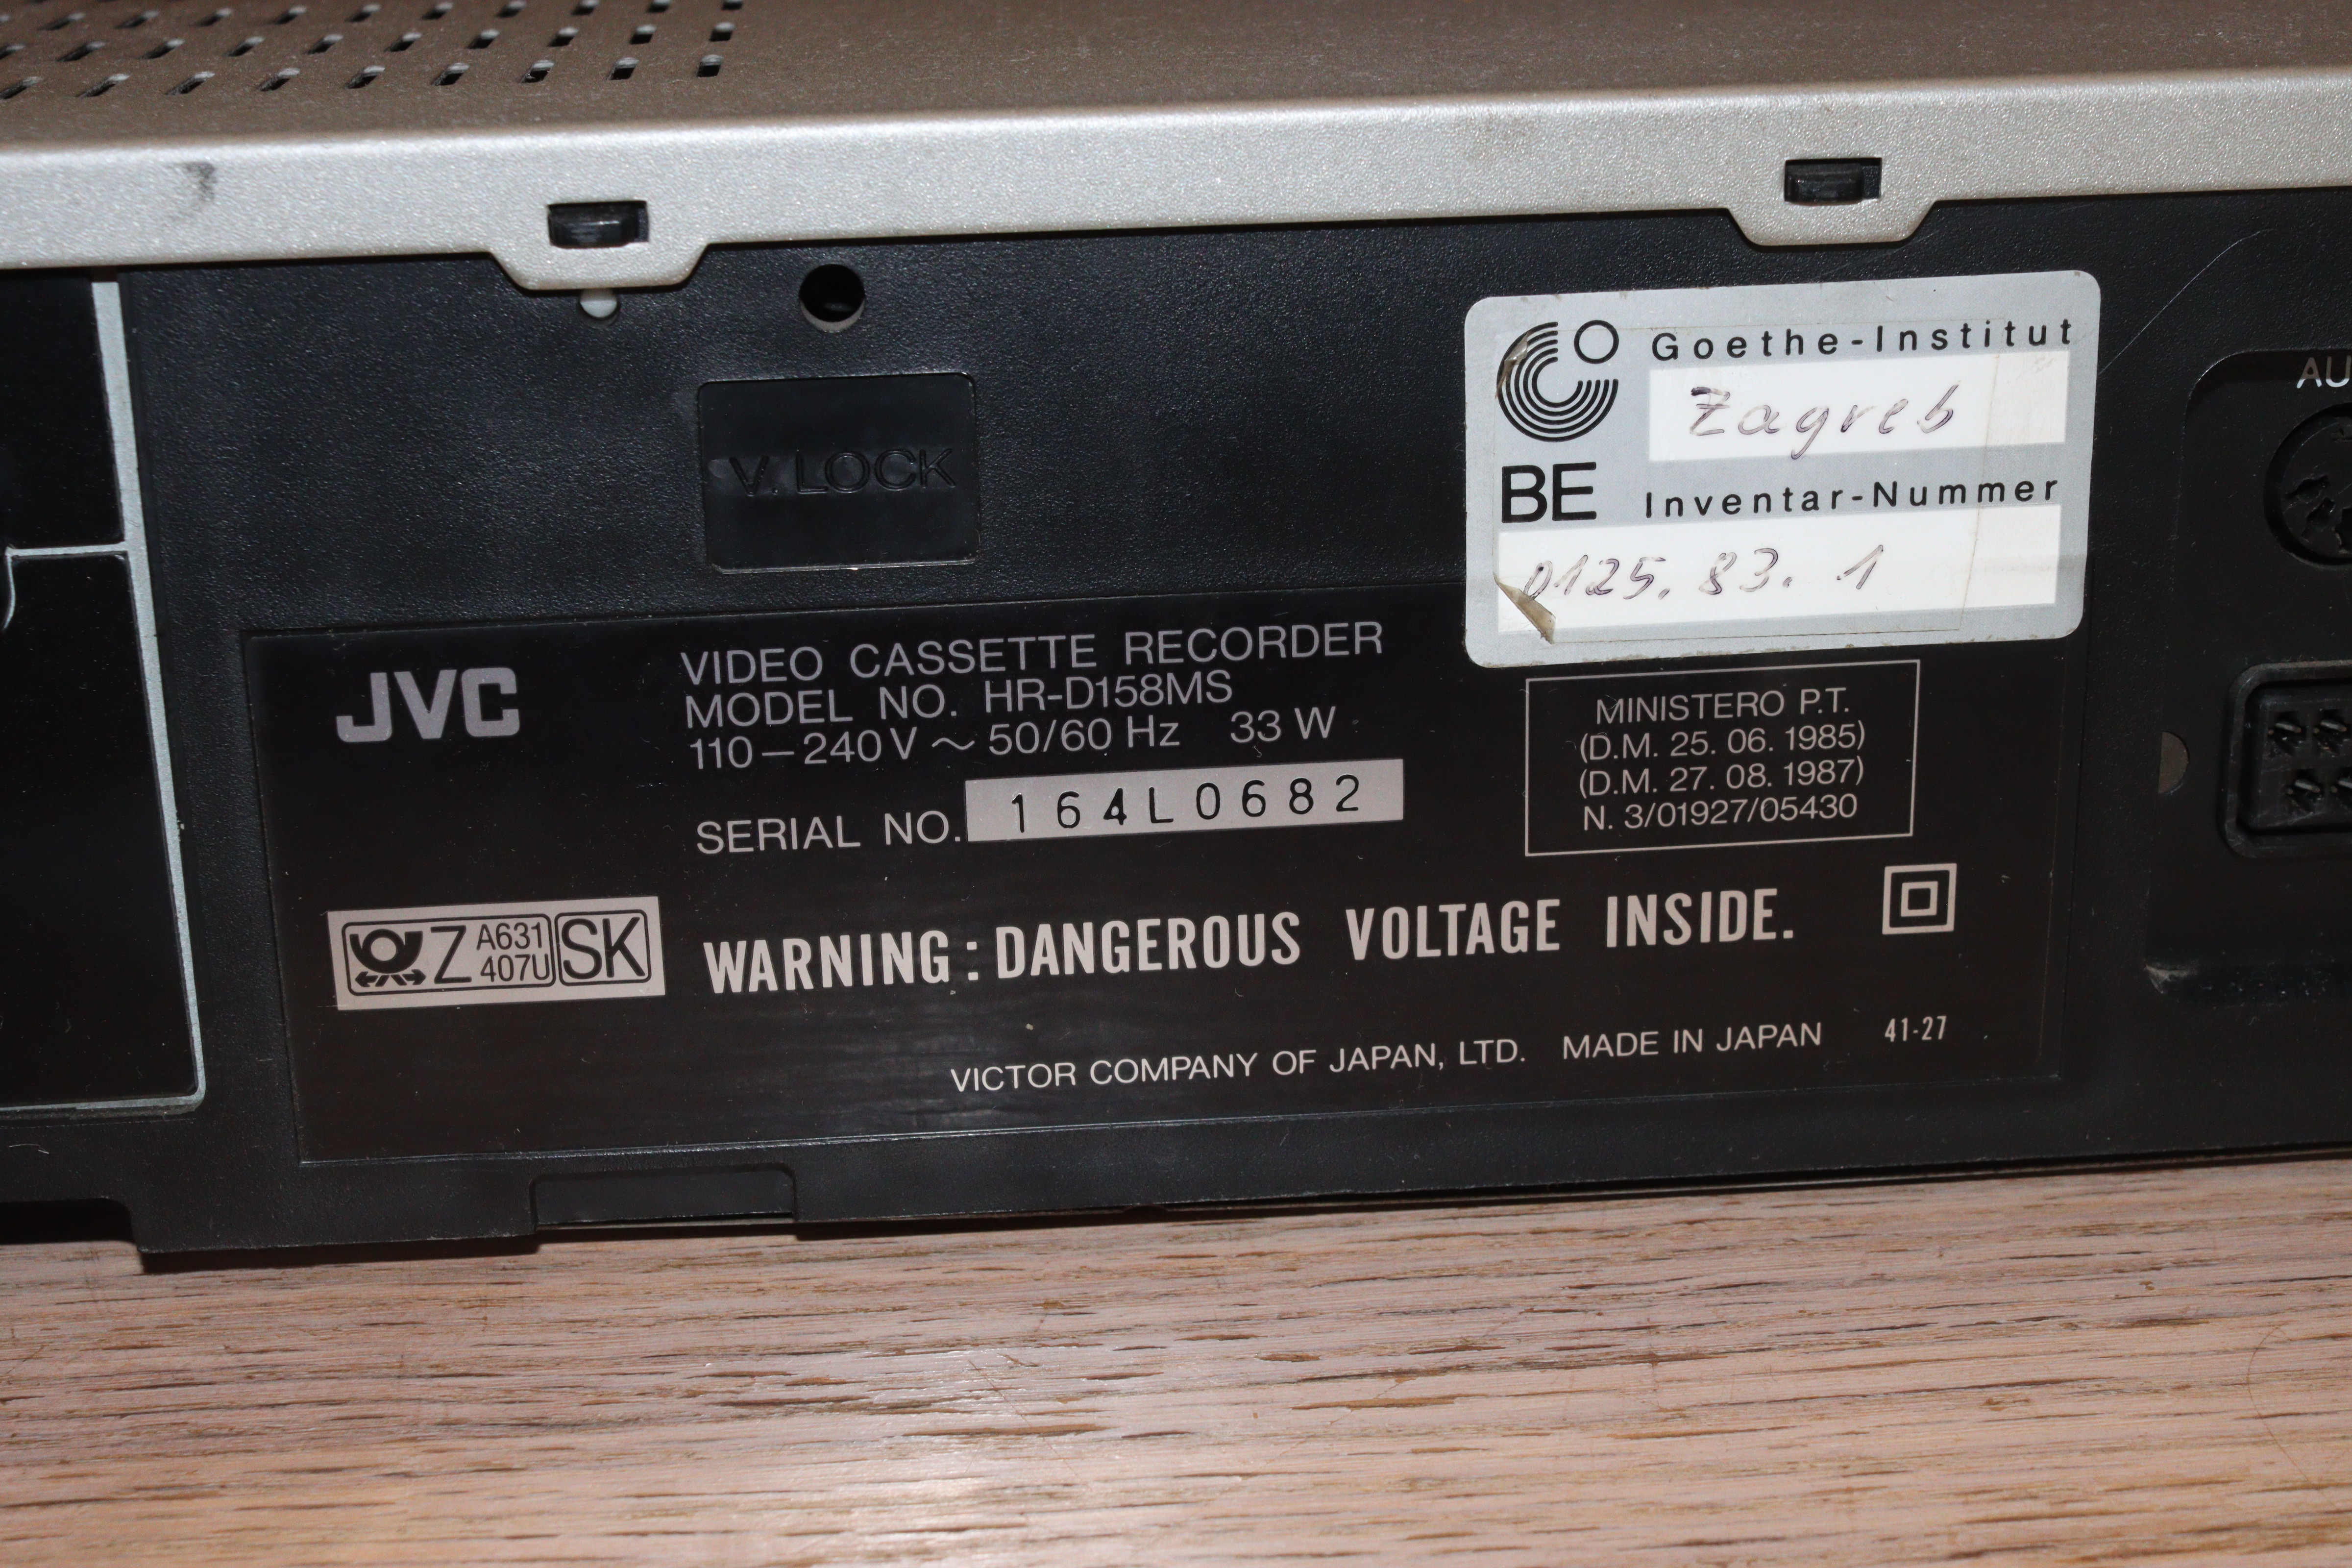 Goethe-Institut
Zagreb
BE
Inventar-Nummer
0125. 83. 1
AU
V. LOCK
JVC
VIDEO CASSETTE RECORDER
MODEL NO. HR-D158MS
110–240V ~ 50/60 Hz 33 W
SERIAL NO. 164L0682
MINISTERO P.T.
(D.M. 25. 06. 1985)
(D.M. 27. 08. 1987)
N. 3/01927/05430
Z A631
407U SK
WARNING: DANGEROUS VOLTAGE INSIDE.
VICTOR COMPANY OF JAPAN, LTD. MADE IN JAPAN 41-27